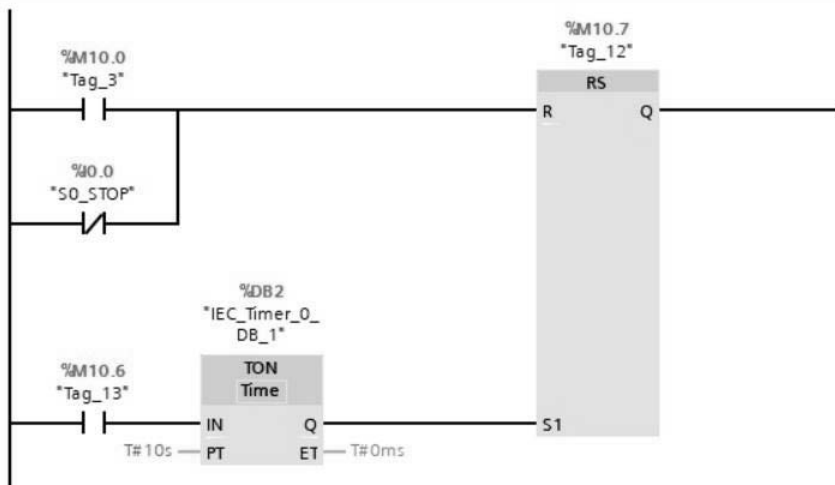 %M10.7
"Tag_12"
%M10.0
"Tag_3"
RS
R Q
%I0.0
"S0_STOP"
%DB2
"IEC_Timer_0_
DB_1"
%M10.6
"Tag_13"
TON
Time
IN Q
S1
T#10s PT ET T#0ms